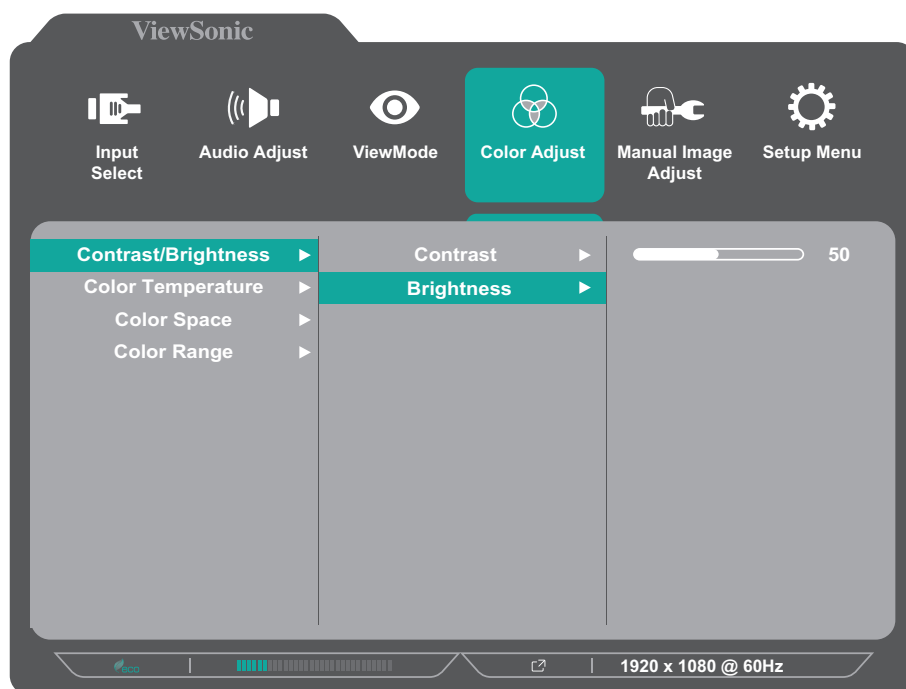 ViewSonic
Input Select
Audio Adjust
ViewMode
Color Adjust
Manual Image Adjust
Setup Menu
Contrast/Brightness
Contrast
50
Color Temperature
Brightness
Color Space
Color Range
ECO
1920 x 1080 @ 60Hz